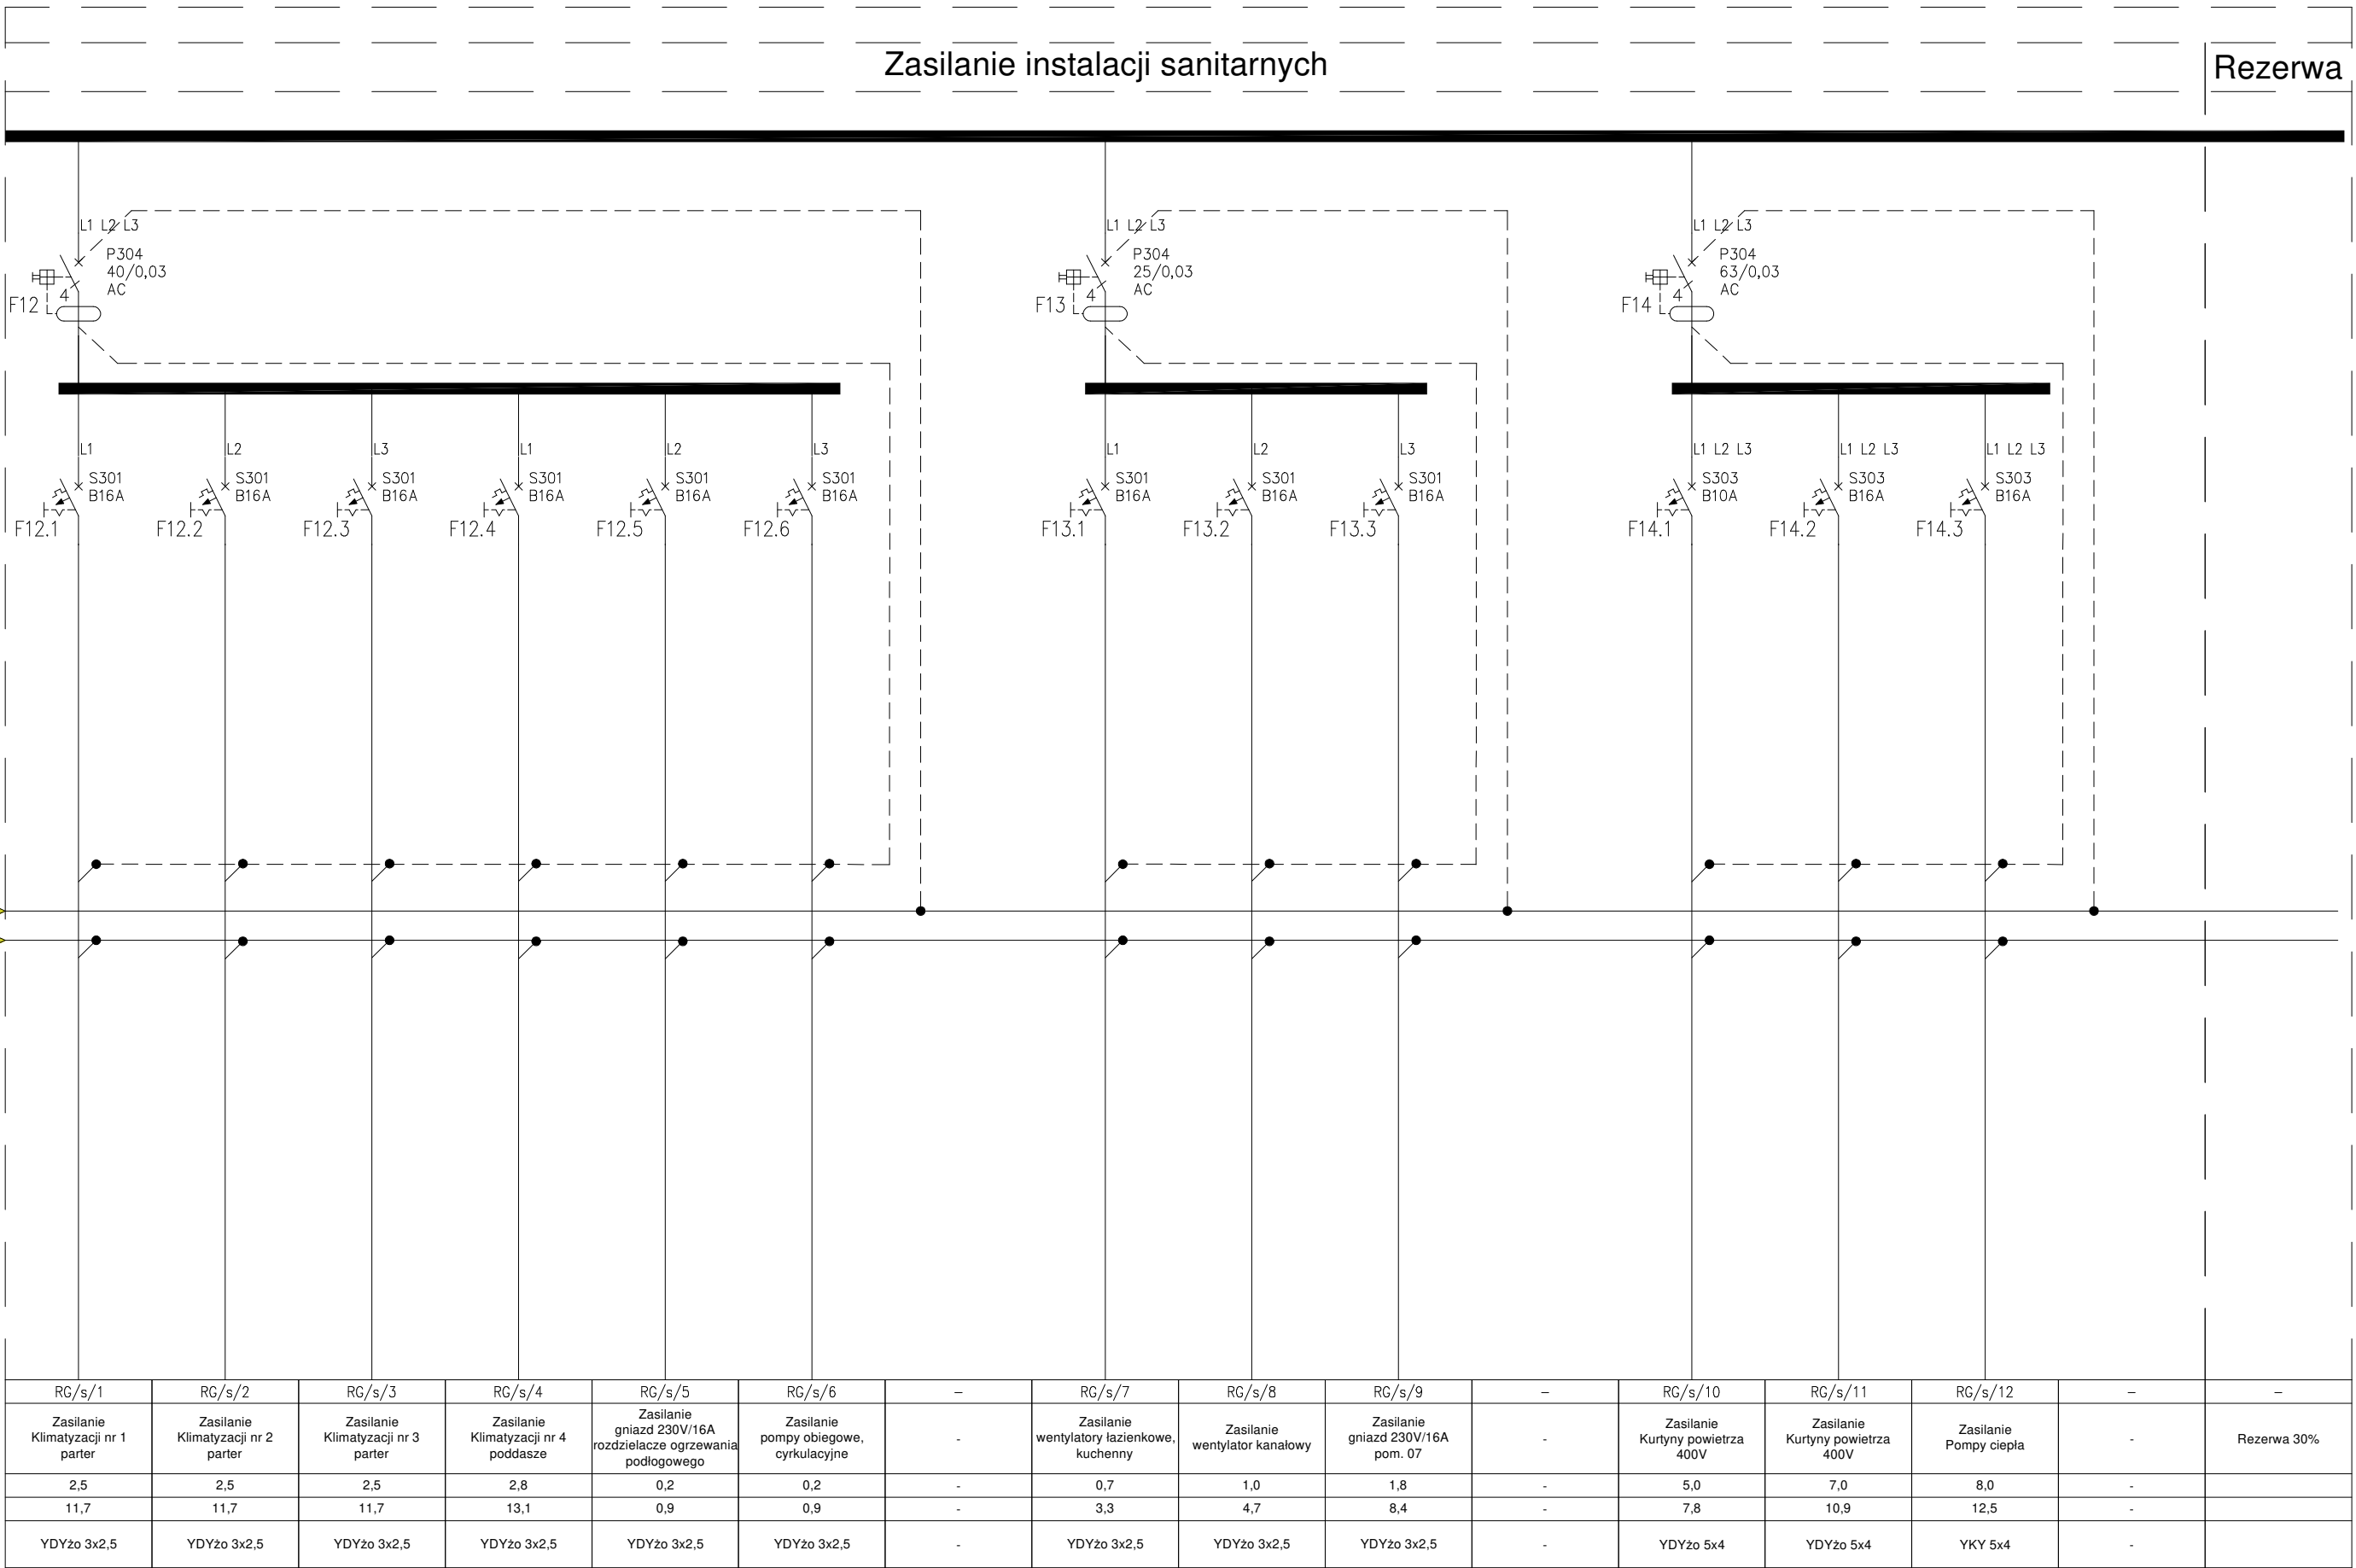 Zasilanie instalacji sanitarnych
Rezerwa
L1 L2 L3
P304
40/0,03
AC
4
F12
L1 L2 L3
P304
25/0,03
AC
4
F13
L1 L2 L3
P304
63/0,03
AC
4
F14
L1
S301
B16A
F12.1
L2
S301
B16A
F12.2
L3
S301
B16A
F12.3
L1
S301
B16A
F12.4
L2
S301
B16A
F12.5
L3
S301
B16A
F12.6
L1
S301
B16A
F13.1
L2
S301
B16A
F13.2
L3
S301
B16A
F13.3
L1 L2 L3
S303
B10A
F14.1
L1 L2 L3
S303
B16A
F14.2
L1 L2 L3
S303
B16A
F14.3
RG/s/1 RG/s/2 RG/s/3 RG/s/4 RG/s/5 RG/s/6 – RG/s/7 RG/s/8 RG/s/9 – RG/s/10 RG/s/11 RG/s/12 – –
Zasilanie
Klimatyzacji nr 1
parter
Zasilanie
Klimatyzacji nr 2
parter
Zasilanie
Klimatyzacji nr 3
parter
Zasilanie
Klimatyzacji nr 4
poddasze
Zasilanie
gniazd 230V/16A
rozdzielacze ogrzewania
podłogowego
Zasilanie
pompy obiegowe,
cyrkulacyjne
-
Zasilanie
wentylatory łazienkowe,
kuchenny
Zasilanie
wentylator kanałowy
Zasilanie
gniazd 230V/16A
pom. 07
-
Zasilanie
Kurtyny powietrza
400V
Zasilanie
Kurtyny powietrza
400V
Zasilanie
Pompy ciepła
-
Rezerwa 30%
2,5 2,5 2,5 2,8 0,2 0,2 - 0,7 1,0 1,8 - 5,0 7,0 8,0 -
11,7 11,7 11,7 13,1 0,9 0,9 - 3,3 4,7 8,4 - 7,8 10,9 12,5 -
YDYżo 3x2,5 YDYżo 3x2,5 YDYżo 3x2,5 YDYżo 3x2,5 YDYżo 3x2,5 YDYżo 3x2,5 - YDYżo 3x2,5 YDYżo 3x2,5 YDYżo 3x2,5 - YDYżo 5x4 YDYżo 5x4 YKY 5x4 -